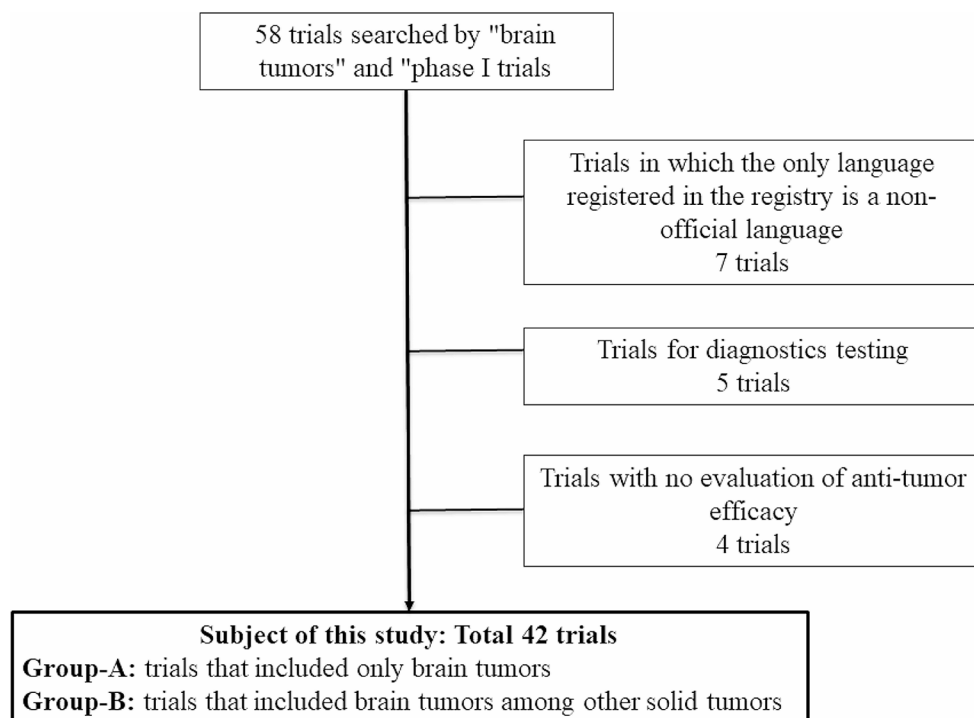 58 trials searched by "brain
tumors" and "phase I trials
Trials in which the only language
registered in the registry is a non-
official language
7 trials
Trials for diagnostics testing
5 trials
Trials with no evaluation of anti-tumor
efficacy
4 trials
Subject of this study: Total 42 trials
Group-A: trials that included only brain tumors
Group-B: trials that included brain tumors among other solid tumors